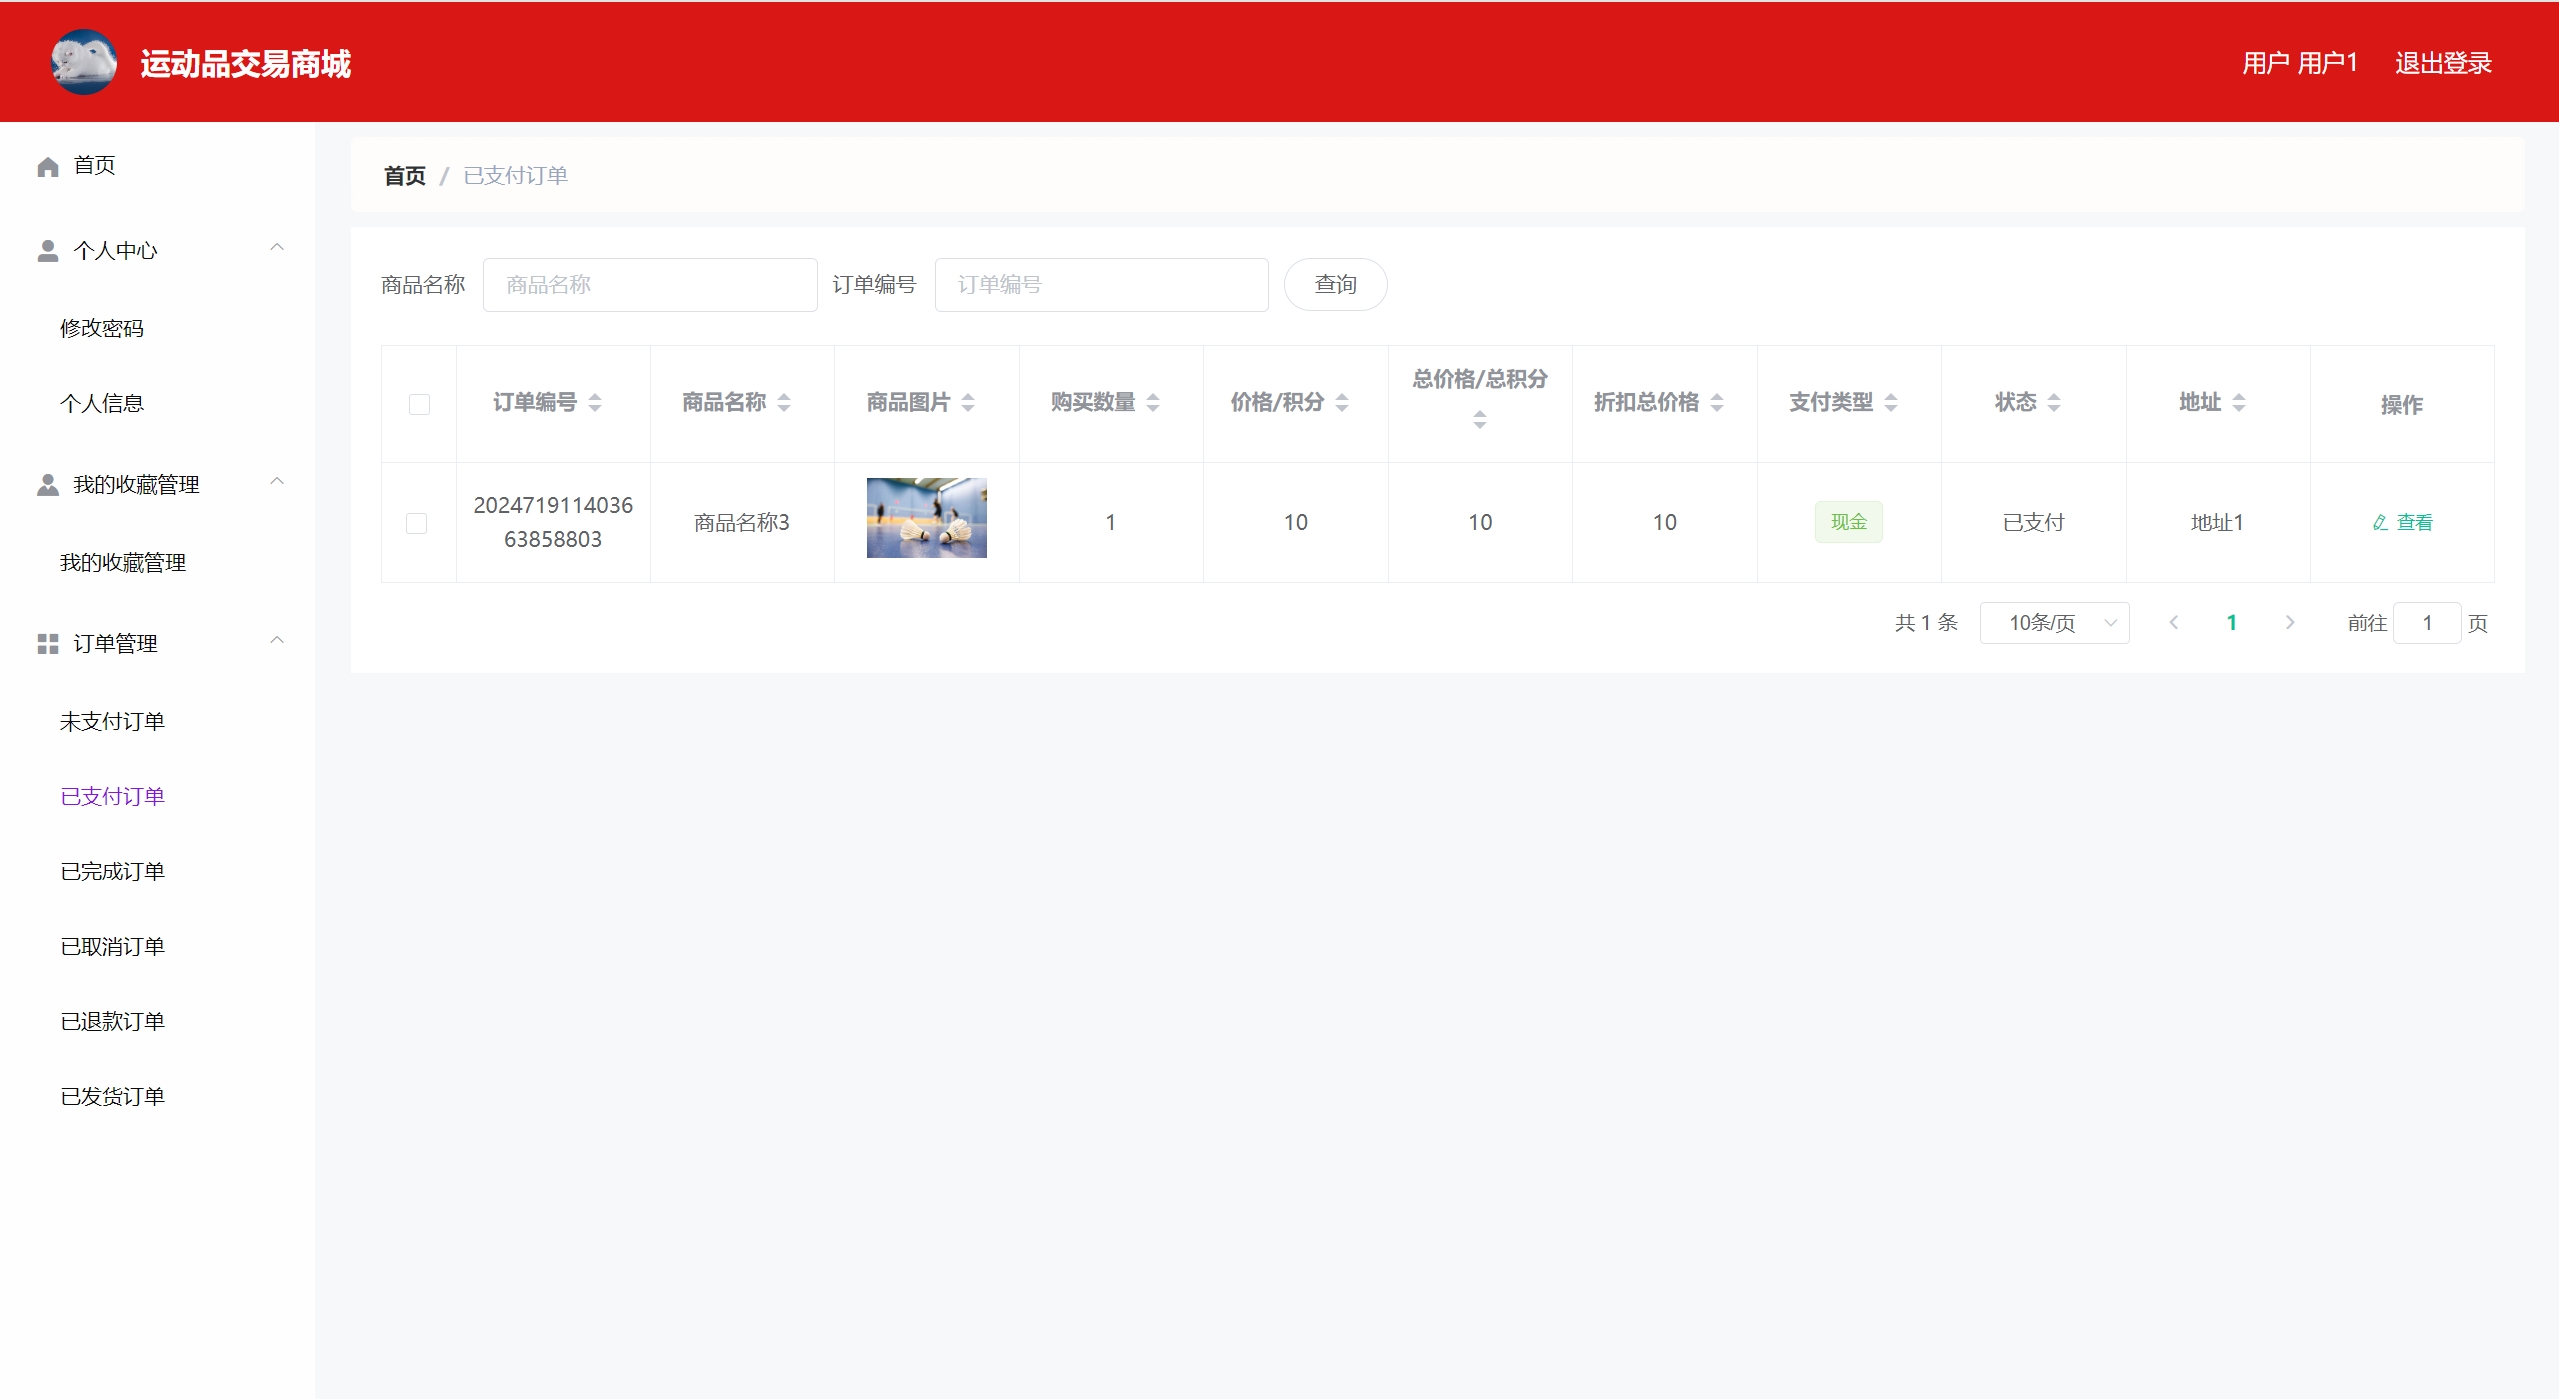 运动品交易商城
用户 用户1 退出登录
首页
个人中心
修改密码
个人信息
我的收藏管理
我的收藏管理
订单管理
未支付订单
已支付订单
已完成订单
已取消订单
已退款订单
已发货订单
首页 / 已支付订单
商品名称 商品名称 订单编号 订单编号 查询
订单编号 商品名称 商品图片 购买数量 价格/积分 总价格/总积分 折扣总价格 支付类型 状态 地址 操作
2024719114036
63858803
商品名称3 1 10 10 10 现金 已支付 地址1 查看
共 1 条 10条/页 1 前往 1 页